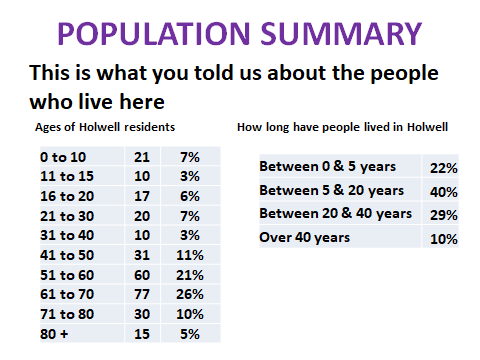 POPULATION SUMMARY
This is what you told us about the people
who live here
Ages of Holwell residents
0 to 10 21 7%
11 to 15 10 3%
16 to 20 17 6%
21 to 30 20 7%
31 to 40 10 3%
41 to 50 31 11%
51 to 60 60 21%
61 to 70 77 26%
71 to 80 30 10%
80 + 15 5%
How long have people lived in Holwell
Between 0 & 5 years 22%
Between 5 & 20 years 40%
Between 20 & 40 years 29%
Over 40 years 10%